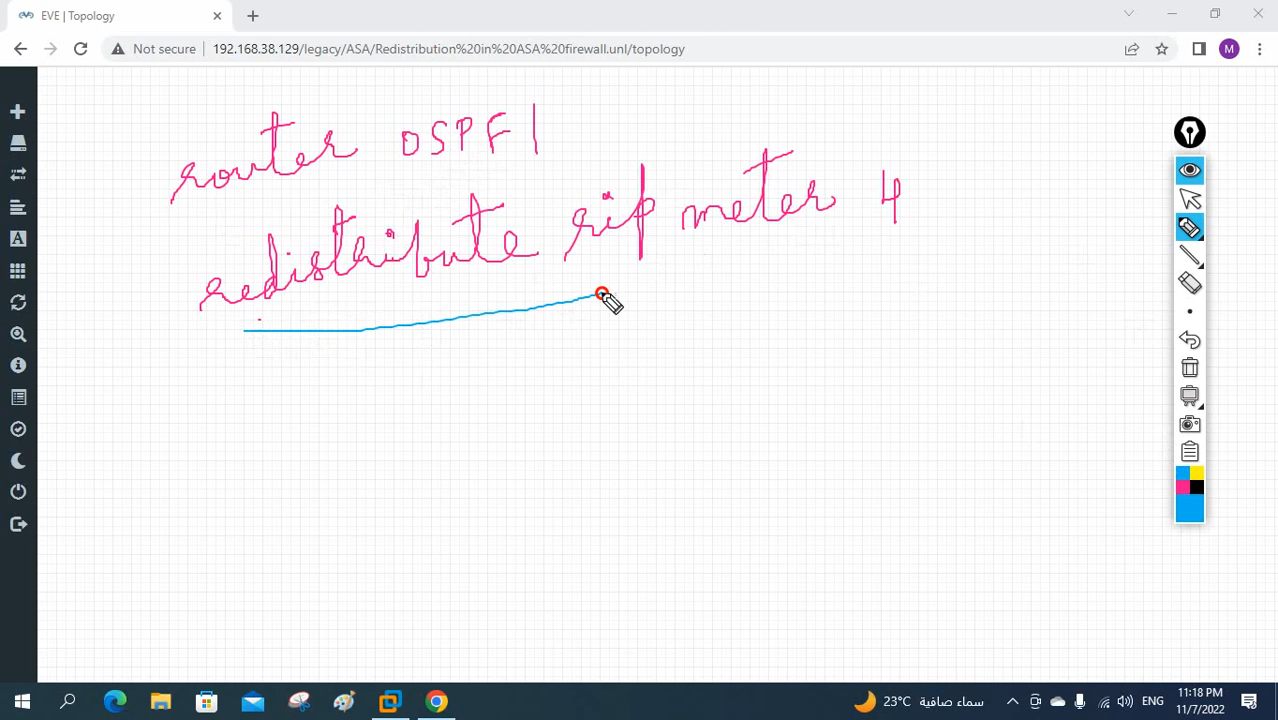 EVE | Topology
Not secure
192.168.38.129/legacy/ASA/Redistribution%20in%20ASA%20firewall.unl/topology
M
router OSPF 1
redistribute rip meter 4
A
23°C سماء صافية
ENG
11:18 PM
11/7/2022